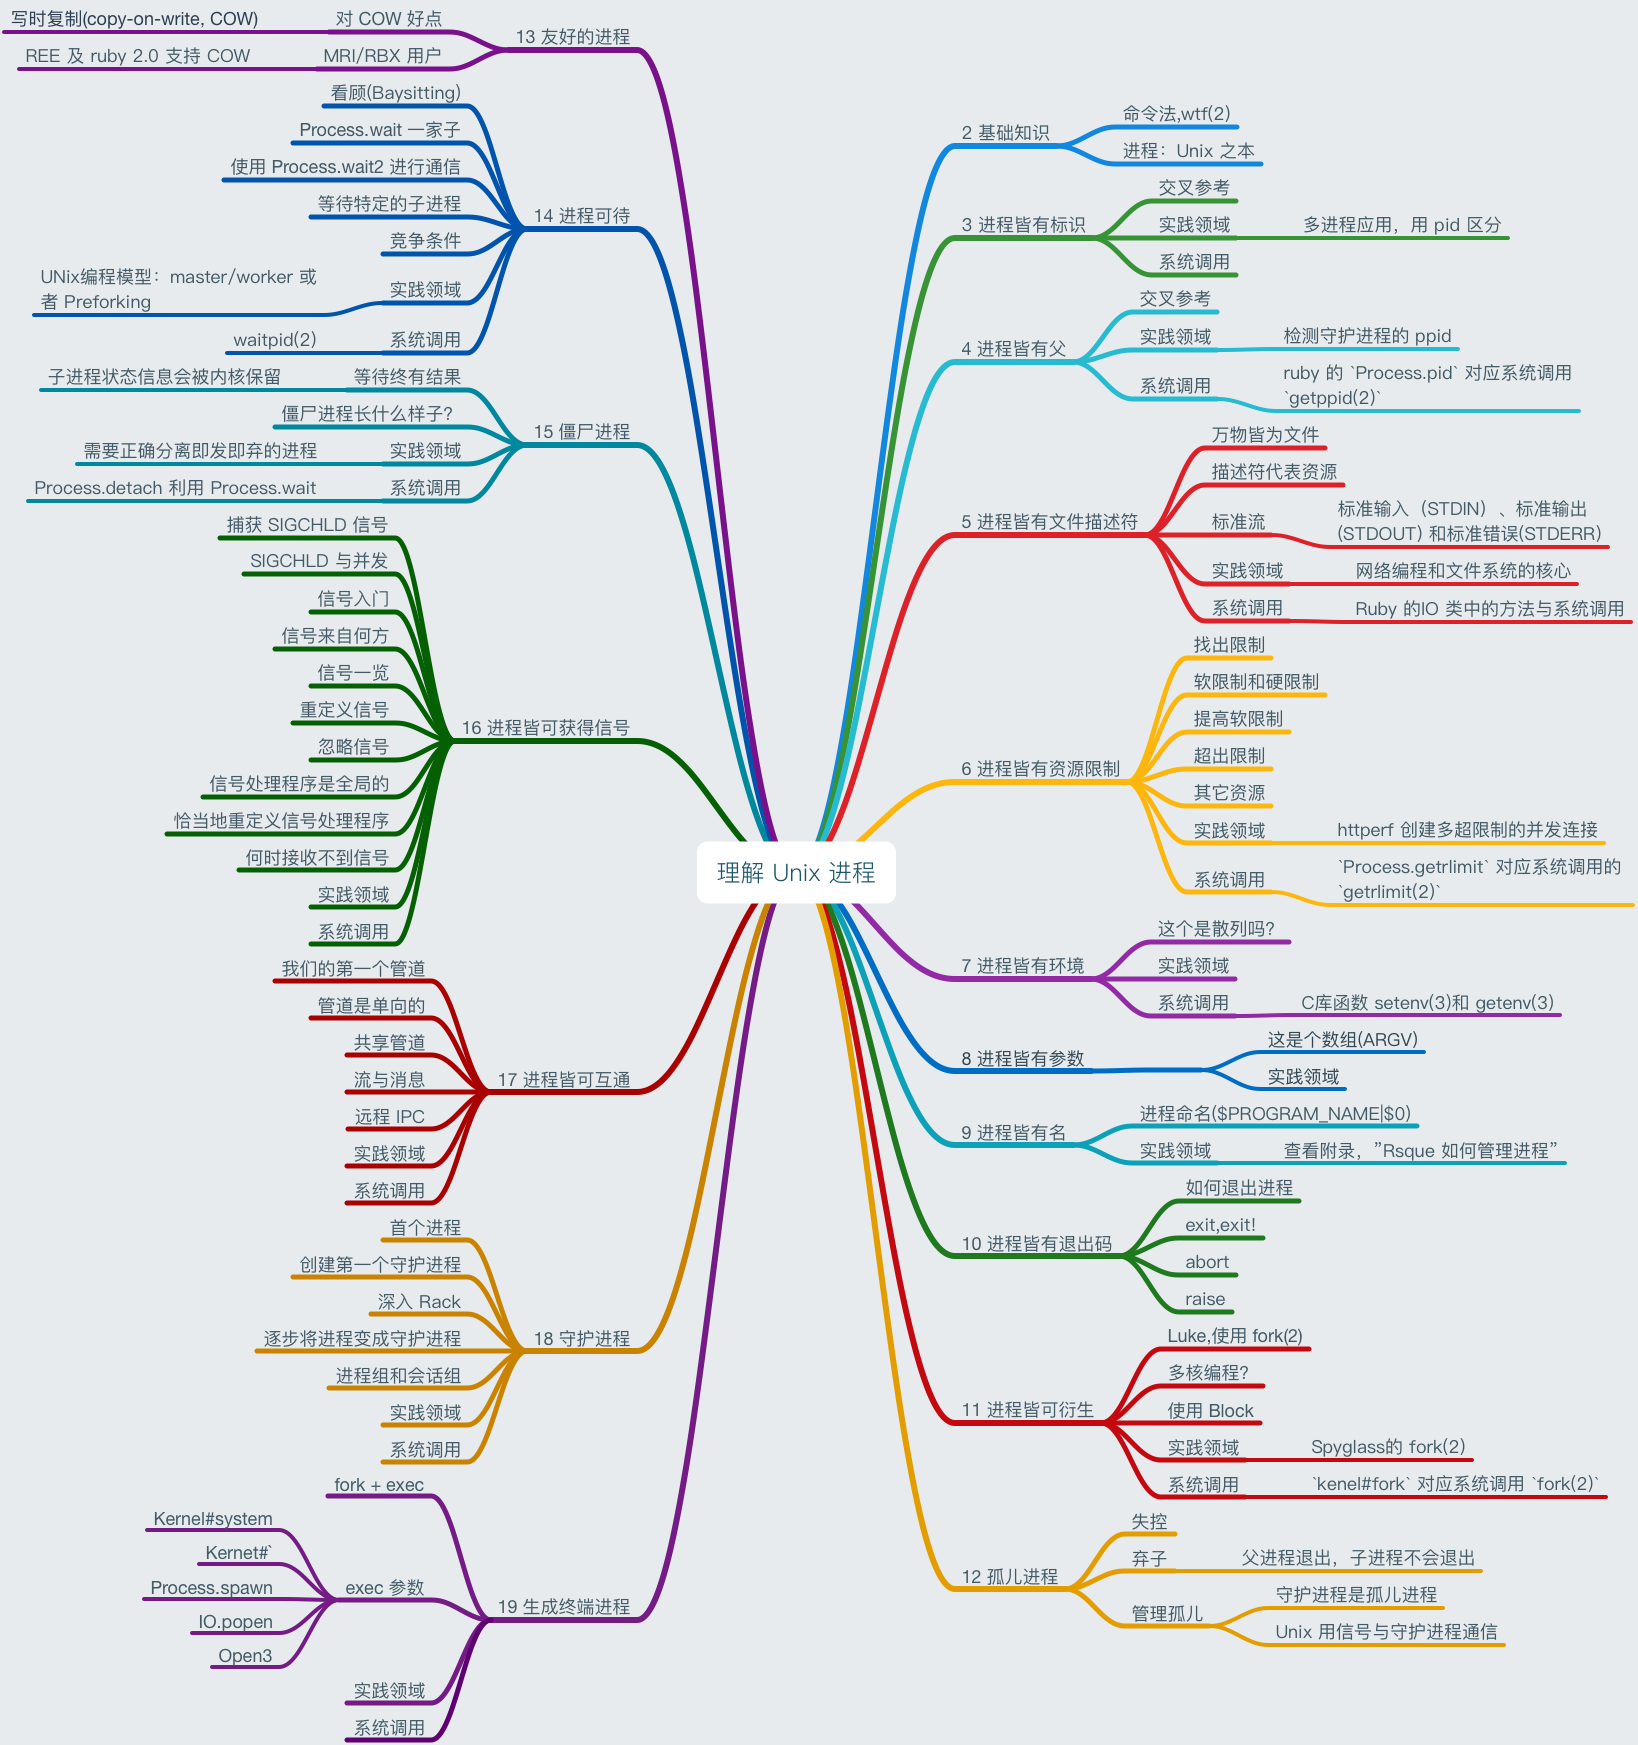 理解 Unix 进程
2 基础知识
命令法,wtf(2)
进程：Unix 之本
3 进程皆有标识
交叉参考
实践领域
多进程应用，用 pid 区分
系统调用
4 进程皆有父
交叉参考
实践领域
检测守护进程的 ppid
系统调用
ruby 的 `Process.pid` 对应系统调用
`getppid(2)`
5 进程皆有文件描述符
万物皆为文件
描述符代表资源
标准流
标准输入（STDIN）、标准输出
(STDOUT) 和标准错误(STDERR)
实践领域
网络编程和文件系统的核心
系统调用
Ruby 的IO 类中的方法与系统调用
6 进程皆有资源限制
找出限制
软限制和硬限制
提高软限制
超出限制
其它资源
实践领域
httperf 创建多超限制的并发连接
系统调用
`Process.getrlimit` 对应系统调用的
`getrlimit(2)`
7 进程皆有环境
这个是散列吗?
实践领域
系统调用
C库函数 setenv(3)和 getenv(3)
8 进程皆有参数
这是个数组(ARGV)
实践领域
9 进程皆有名
进程命名($PROGRAM_NAME|$0)
实践领域
查看附录，”Rsque 如何管理进程”
10 进程皆有退出码
如何退出进程
exit,exit!
abort
raise
11 进程皆可衍生
Luke,使用 fork(2)
多核编程?
使用 Block
实践领域
Spyglass的 fork(2)
系统调用
`kenel#fork` 对应系统调用 `fork(2)`
12 孤儿进程
失控
弃子
父进程退出，子进程不会退出
管理孤儿
守护进程是孤儿进程
Unix 用信号与守护进程通信
13 友好的进程
对 COW 好点
写时复制(copy-on-write, COW)
MRI/RBX 用户
REE 及 ruby 2.0 支持 COW
14 进程可待
看顾(Baysitting)
Process.wait 一家子
使用 Process.wait2 进行通信
等待特定的子进程
竞争条件
实践领域
UNix编程模型：master/worker 或
者 Preforking
系统调用
waitpid(2)
15 僵尸进程
等待终有结果
子进程状态信息会被内核保留
僵尸进程长什么样子?
实践领域
需要正确分离即发即弃的进程
系统调用
Process.detach 利用 Process.wait
16 进程皆可获得信号
捕获 SIGCHLD 信号
SIGCHLD 与并发
信号入门
信号来自何方
信号一览
重定义信号
忽略信号
信号处理程序是全局的
恰当地重定义信号处理程序
何时接收不到信号
实践领域
系统调用
17 进程皆可互通
我们的第一个管道
管道是单向的
共享管道
流与消息
远程 IPC
实践领域
系统调用
18 守护进程
首个进程
创建第一个守护进程
深入 Rack
逐步将进程变成守护进程
进程组和会话组
实践领域
系统调用
19 生成终端进程
fork + exec
exec 参数
Kernel#system
Kernet#`
Process.spawn
IO.popen
Open3
实践领域
系统调用